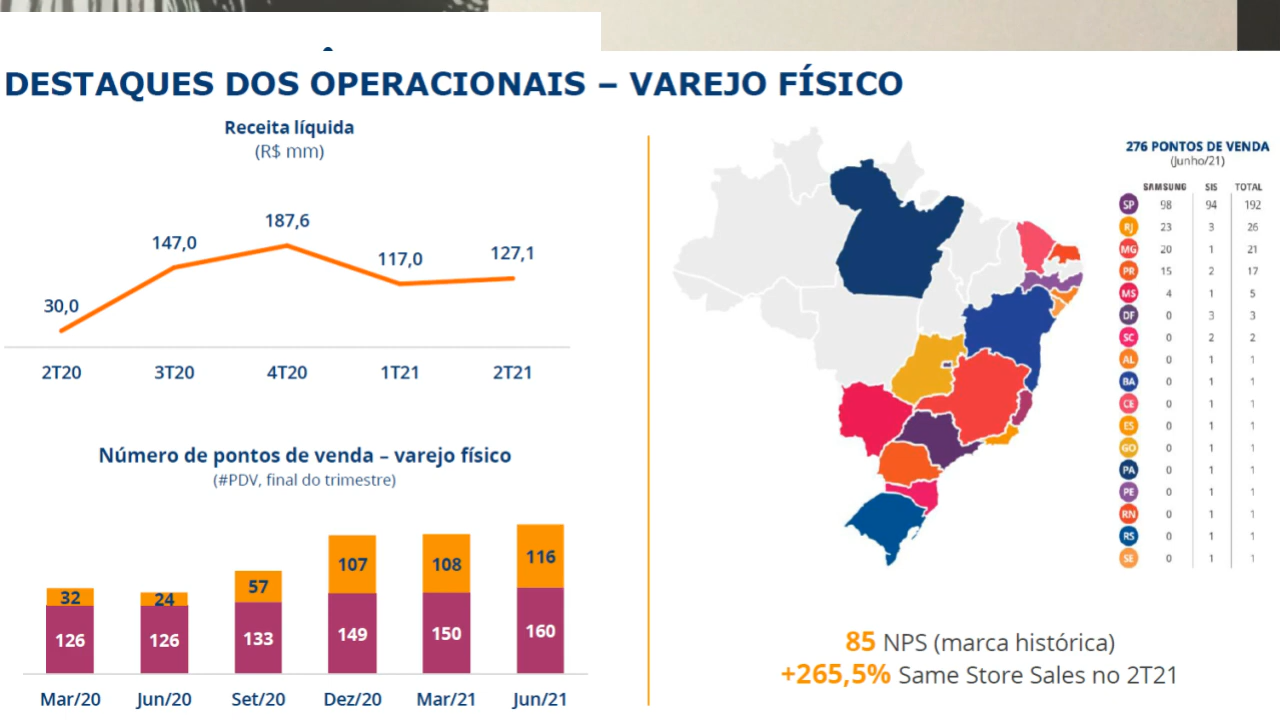 DESTAQUES DOS OPERACIONAIS – VAREJO FÍSICO
Receita líquida
(R$ mm)
30,0
147,0
187,6
117,0
127,1
2T20 3T20 4T20 1T21 2T21
Número de pontos de venda – varejo físico
(#PDV, final do trimestre)
32 24 57 107 108 116
126 126 133 149 150 160
Mar/20 Jun/20 Set/20 Dez/20 Mar/21 Jun/21
276 PONTOS DE VENDA
(Junho/21)
SAMSUNG SIS TOTAL
SP 98 94 192
RJ 23 3 26
MG 20 1 21
PR 15 2 17
MS 4 1 5
DF 0 3 3
SC 0 2 2
AL 0 1 1
BA 0 1 1
CE 0 1 1
ES 0 1 1
GO 0 1 1
PA 0 1 1
PE 0 1 1
RN 0 1 1
RS 0 1 1
SE 0 1 1
85 NPS (marca histórica)
+265,5% Same Store Sales no 2T21